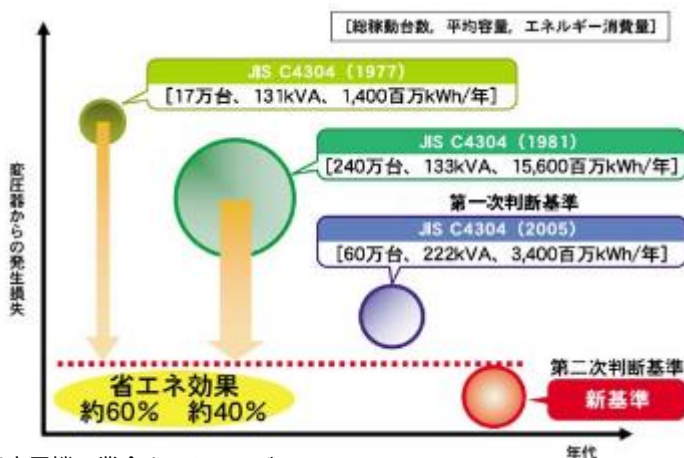 [総稼動台数, 平均容量, エネルギー消費量]
JIS C4304 (1977)
[17万台、131kVA、1,400百万kWh/年]
JIS C4304 (1981)
[240万台、133kVA、15,600百万kWh/年]
第一次判断基準
JIS C4304 (2005)
[60万台、222kVA、3,400百万kWh/年]
変圧器からの発生損失
省エネ効果
約60% 約40%
第二次判断基準
新基準
年代